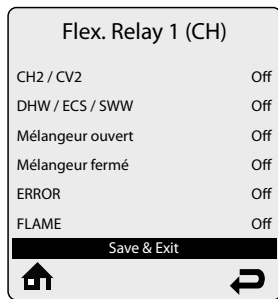 Flex. Relay 1 (CH)
CH2 / CV2 Off
DHW / ECS / SWW Off
Mélangeur ouvert Off
Mélangeur fermé Off
ERROR Off
FLAME Off
Save & Exit